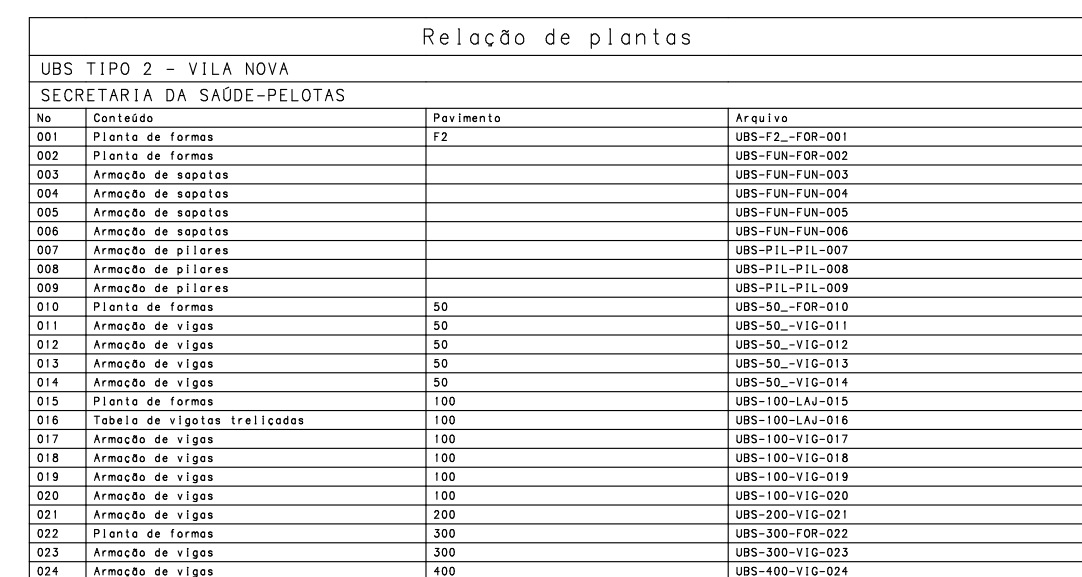 Relação de plantas
UBS TIPO 2 - VILA NOVA
SECRETARIA DA SAÚDE-PELOTAS
No Conteúdo Pavimento Arquivo
001 Planta de formas F2 UBS-F2_-FOR-001
002 Planta de formas UBS-FUN-FOR-002
003 Armação de sapatas UBS-FUN-FUN-003
004 Armação de sapatas UBS-FUN-FUN-004
005 Armação de sapatas UBS-FUN-FUN-005
006 Armação de sapatas UBS-FUN-FUN-006
007 Armação de pilares UBS-PIL-PIL-007
008 Armação de pilares UBS-PIL-PIL-008
009 Armação de pilares UBS-PIL-PIL-009
010 Planta de formas 50 UBS-50_-FOR-010
011 Armação de vigas 50 UBS-50_-VIG-011
012 Armação de vigas 50 UBS-50_-VIG-012
013 Armação de vigas 50 UBS-50_-VIG-013
014 Armação de vigas 50 UBS-50_-VIG-014
015 Planta de formas 100 UBS-100-LAJ-015
016 Tabela de vigotas treliçadas 100 UBS-100-LAJ-016
017 Armação de vigas 100 UBS-100-VIG-017
018 Armação de vigas 100 UBS-100-VIG-018
019 Armação de vigas 100 UBS-100-VIG-019
020 Armação de vigas 100 UBS-100-VIG-020
021 Armação de vigas 200 UBS-200-VIG-021
022 Planta de formas 300 UBS-300-FOR-022
023 Armação de vigas 300 UBS-300-VIG-023
024 Armação de vigas 400 UBS-400-VIG-024